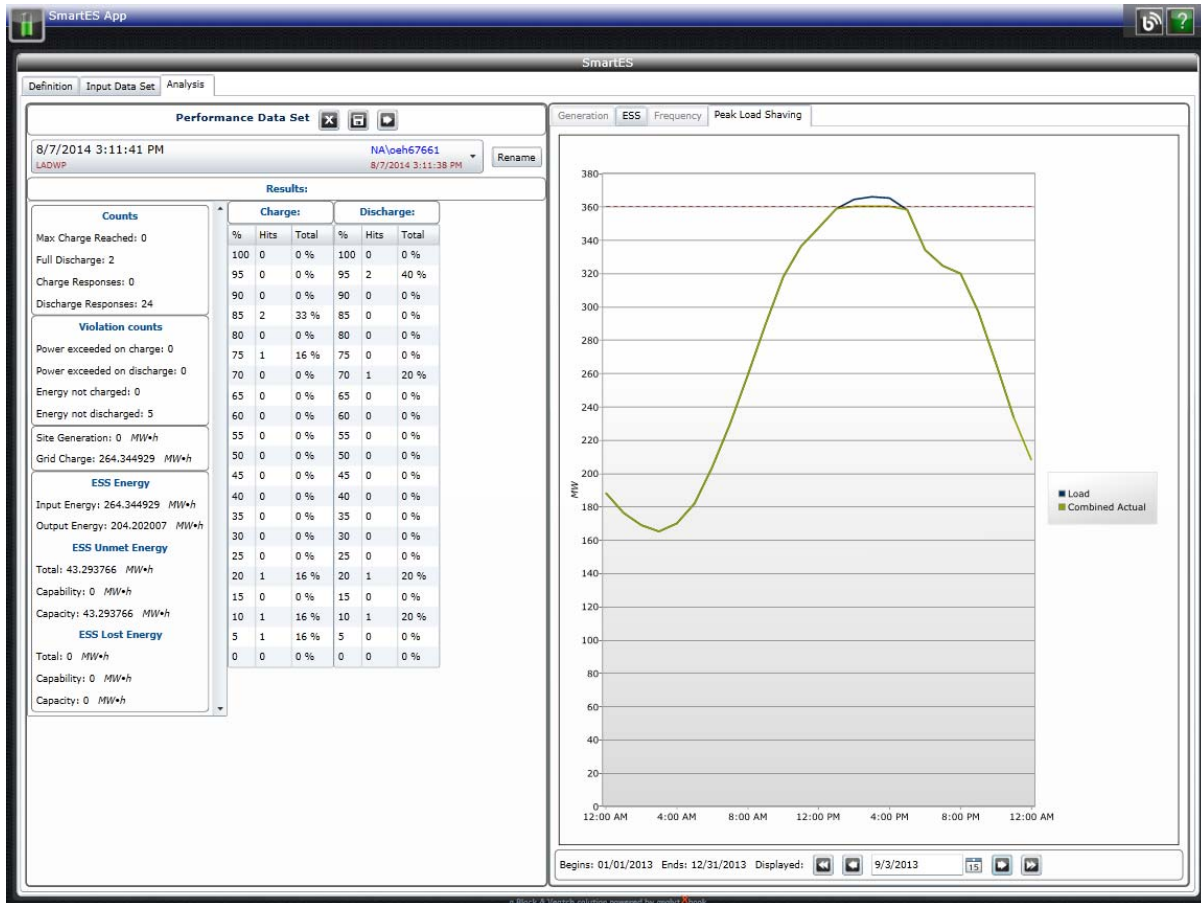 SmartES App
SmartES
Definition Input Data Set Analysis
Performance Data Set
8/7/2014 3:11:41 PM NA\oeh67661
LADWP 8/7/2014 3:11:38 PM
Rename
Results:
Counts
Max Charge Reached: 0
Full Discharge: 2
Charge Responses: 0
Discharge Responses: 24
Violation counts
Power exceeded on charge: 0
Power exceeded on discharge: 0
Energy not charged: 0
Energy not discharged: 5
Site Generation: 0 MW•h
Grid Charge: 264.344929 MW•h
ESS Energy
Input Energy: 264.344929 MW•h
Output Energy: 204.202007 MW•h
ESS Unmet Energy
Total: 43.293766 MW•h
Capability: 0 MW•h
Capacity: 43.293766 MW•h
ESS Lost Energy
Total: 0 MW•h
Capability: 0 MW•h
Capacity: 0 MW•h
Charge: Discharge:
% Hits Total % Hits Total
100 0 0 % 100 0 0 %
95 0 0 % 95 2 40 %
90 0 0 % 90 0 0 %
85 2 33 % 85 0 0 %
80 0 0 % 80 0 0 %
75 1 16 % 75 0 0 %
70 0 0 % 70 1 20 %
65 0 0 % 65 0 0 %
60 0 0 % 60 0 0 %
55 0 0 % 55 0 0 %
50 0 0 % 50 0 0 %
45 0 0 % 45 0 0 %
40 0 0 % 40 0 0 %
35 0 0 % 35 0 0 %
30 0 0 % 30 0 0 %
25 0 0 % 25 0 0 %
20 1 16 % 20 1 20 %
15 0 0 % 15 0 0 %
10 1 16 % 10 1 20 %
5 1 16 % 5 0 0 %
0 0 0 % 0 0 0 %
Generation ESS Frequency Peak Load Shaving
380
360
340
320
300
280
260
240
220
200
180
160
140
120
100
80
60
40
20
0
MW
12:00 AM 4:00 AM 8:00 AM 12:00 PM 4:00 PM 8:00 PM 12:00 AM
Load
Combined Actual
Begins: 01/01/2013 Ends: 12/31/2013 Displayed: 9/3/2013 15
a Black & Veatch solution powered by